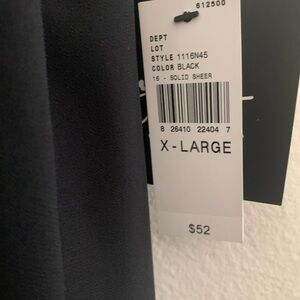 612500
DEPT
LOT
STYLE 1116N45
COLOR BLACK
16 - SOLID SHEER
8 26410 22404 7
X-LARGE
$52